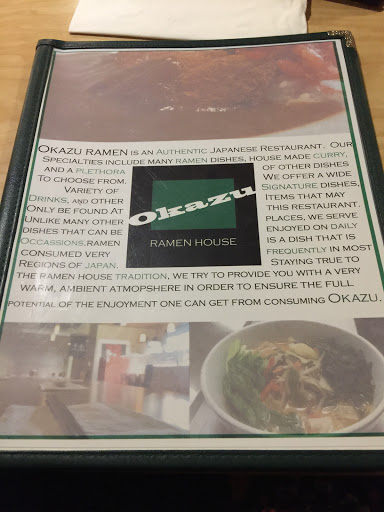 OKAZU RAMEN IS AN AUTHENTIC JAPANESE RESTAURANT. OUR
SPECIALTIES INCLUDE MANY RAMEN DISHES, HOUSE MADE CURRY,
AND A PLETHORA OF OTHER DISHES
TO CHOOSE FROM. WE OFFER A WIDE
VARIETY OF SIGNATURE DISHES,
DRINKS, AND OTHER ITEMS THAT MAY
ONLY BE FOUND AT THIS RESTAURANT.
UNLIKE MANY OTHER PLACES, WE SERVE
DISHES THAT CAN BE ENJOYED ON DAILY
OCCASSIONS. RAMEN IS A DISH THAT IS
CONSUMED VERY FREQUENTLY IN MOST
REGIONS OF JAPAN. STAYING TRUE TO
THE RAMEN HOUSE TRADITION, WE TRY TO PROVIDE YOU WITH A VERY
WARM, AMBIENT ATMOPSHERE IN ORDER TO ENSURE THE FULL
POTENTIAL OF THE ENJOYMENT ONE CAN GET FROM CONSUMING OKAZU.
Okazu
RAMEN HOUSE